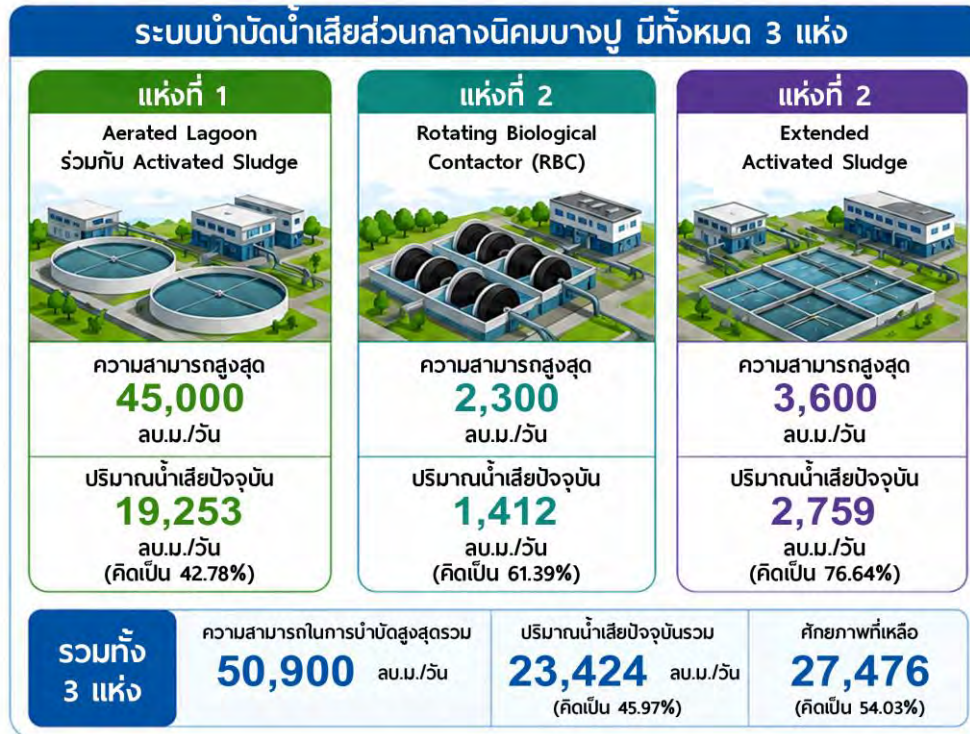 ระบบบำบัดน้ำเสียส่วนกลางนิคมบางปู มีทั้งหมด 3 แห่ง
แห่งที่ 1
Aerated Lagoon
ร่วมกับ Activated Sludge
ความสามารถสูงสุด
45,000
ลบ.ม./วัน
ปริมาณน้ำเสียปัจจุบัน
19,253
ลบ.ม./วัน
(คิดเป็น 42.78%)
แห่งที่ 2
Rotating Biological
Contactor (RBC)
ความสามารถสูงสุด
2,300
ลบ.ม./วัน
ปริมาณน้ำเสียปัจจุบัน
1,412
ลบ.ม./วัน
(คิดเป็น 61.39%)
แห่งที่ 2
Extended
Activated Sludge
ความสามารถสูงสุด
3,600
ลบ.ม./วัน
ปริมาณน้ำเสียปัจจุบัน
2,759
ลบ.ม./วัน
(คิดเป็น 76.64%)
รวมทั้ง
3 แห่ง
ความสามารถในการบำบัดสูงสุดรวม
50,900 ลบ.ม./วัน
ปริมาณน้ำเสียปัจจุบันรวม
23,424 ลบ.ม./วัน
(คิดเป็น 45.97%)
ศักยภาพที่เหลือ
27,476
(คิดเป็น 54.03%)